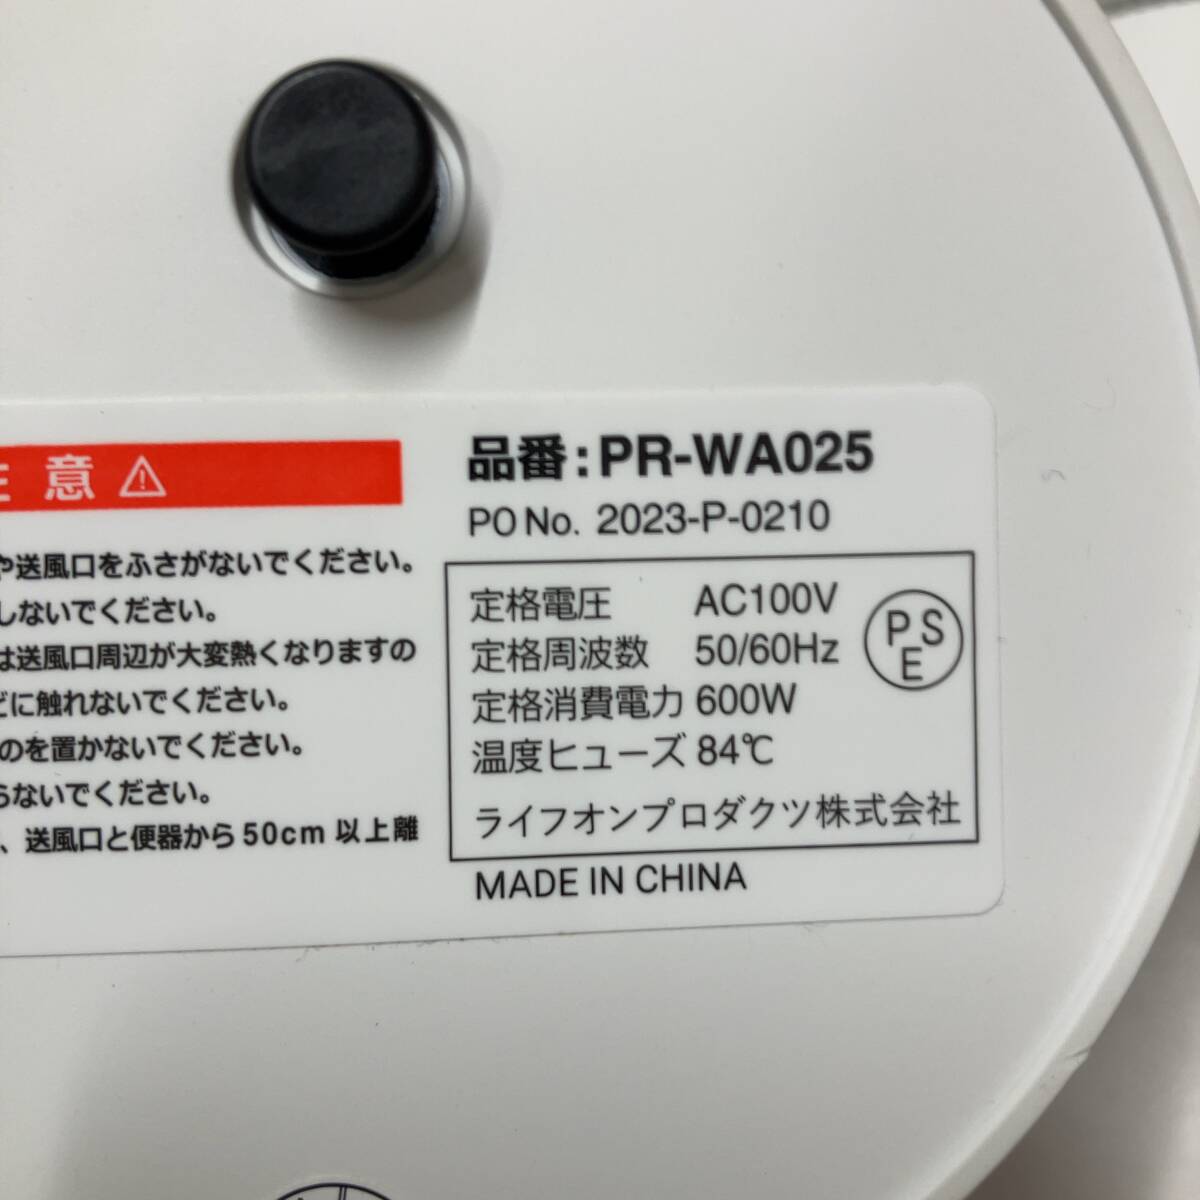 意
や送風口をふさがないでください。
しないでください。
は送風口周辺が大変熱くなりますの
どに触れないでください。
のを置かないでください。
らないでください。
、送風口と便器から50cm 以上離
品番:PR-WA025
PO No. 2023-P-0210
定格電圧 AC100V
定格周波数 50/60Hz
定格消費電力 600W
温度ヒューズ 84℃
PSE
ライフオンプロダクツ株式会社
MADE IN CHINA